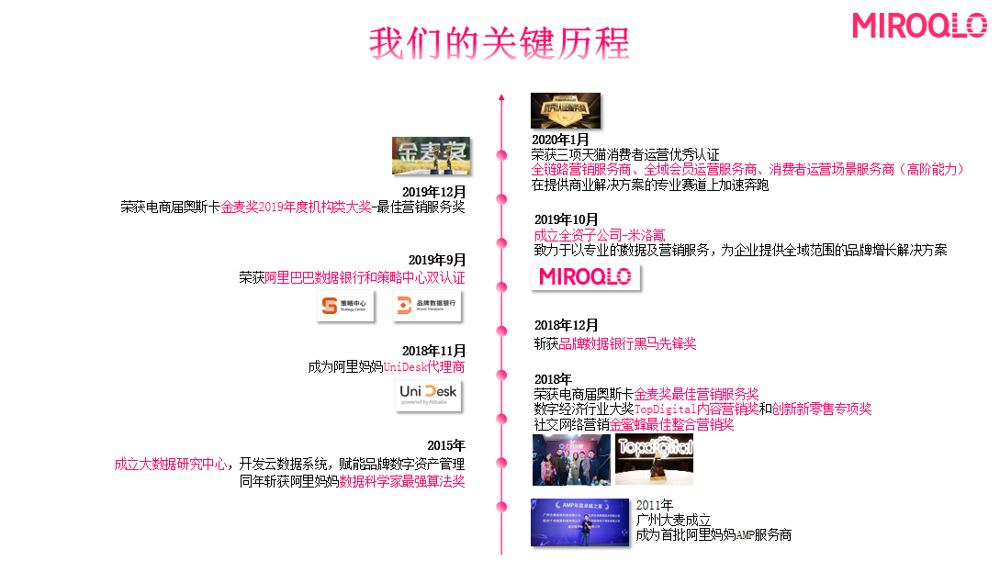 我们的关键历程
MIROQLO
优秀认证服务商
2020年1月
荣获三项天猫消费者运营优秀认证
全链路营销服务商、全域会员运营服务商、消费者运营场景服务商（高阶能力）
在提供商业解决方案的专业赛道上加速奔跑
金麦奖
2019年12月
荣获电商届奥斯卡金麦奖2019年度机构类大奖-最佳营销服务奖
2019年10月
成立全资子公司-米洛氪
致力于以专业的数据及营销服务，为企业提供全域范围的品牌增长解决方案
MIROQLO
2019年9月
荣获阿里巴巴数据银行和策略中心双认证
策略中心
Strategy Center
品牌数据银行
Brand Databank
2018年12月
斩获品牌数据银行黑马先锋奖
2018年11月
成为阿里妈妈UniDesk代理商
Uni Desk
powered by Alibaba
2018年
荣获电商届奥斯卡金麦奖最佳营销服务奖
数字经济行业大奖TopDigital内容营销奖和创新新零售专项奖
社交网络营销金蜜蜂最佳整合营销奖
Topdigital
2015年
成立大数据研究中心，开发云数据系统，赋能品牌数字资产管理
同年斩获阿里妈妈数据科学家最强算法奖
AMP年度卓越之星
2011年
广州大麦成立
成为首批阿里妈妈AMP服务商